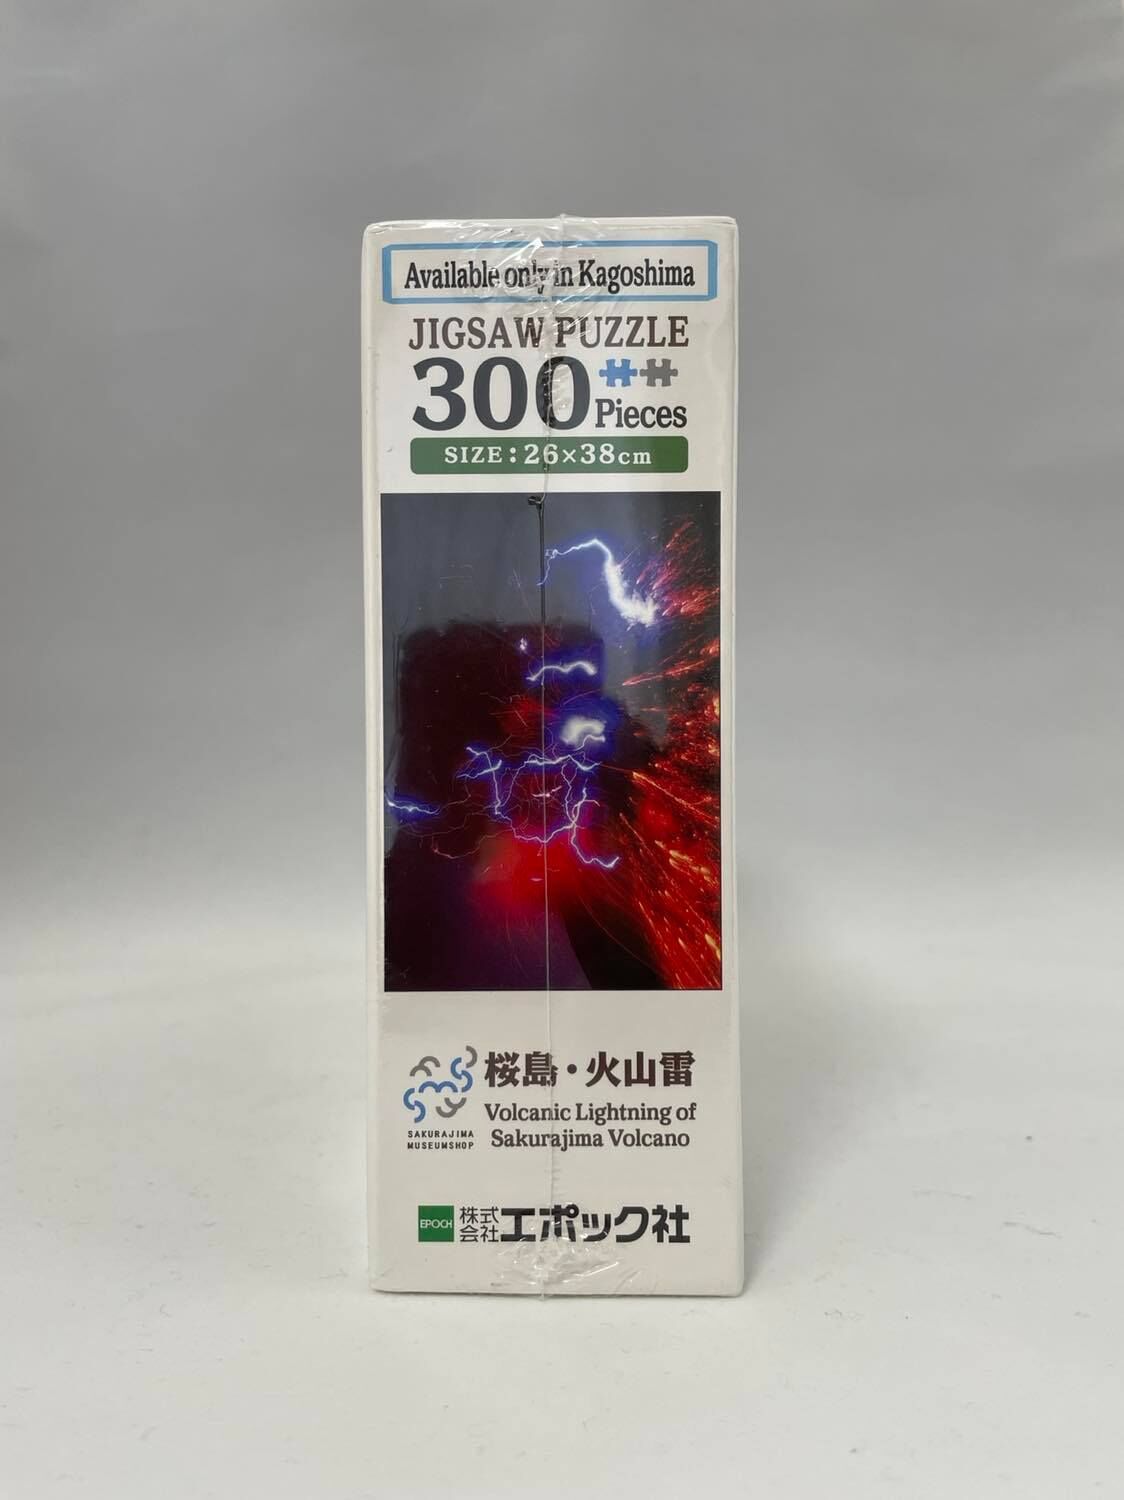 Available only in Kagoshima
JIGSAW PUZZLE
300 Pieces
SIZE:26×38cm
桜島・火山雷
SAKURAJIMA
MUSEUMSHOP
Volcanic Lightning of
Sakurajima Volcano
EPOCH 株式会社エポック社